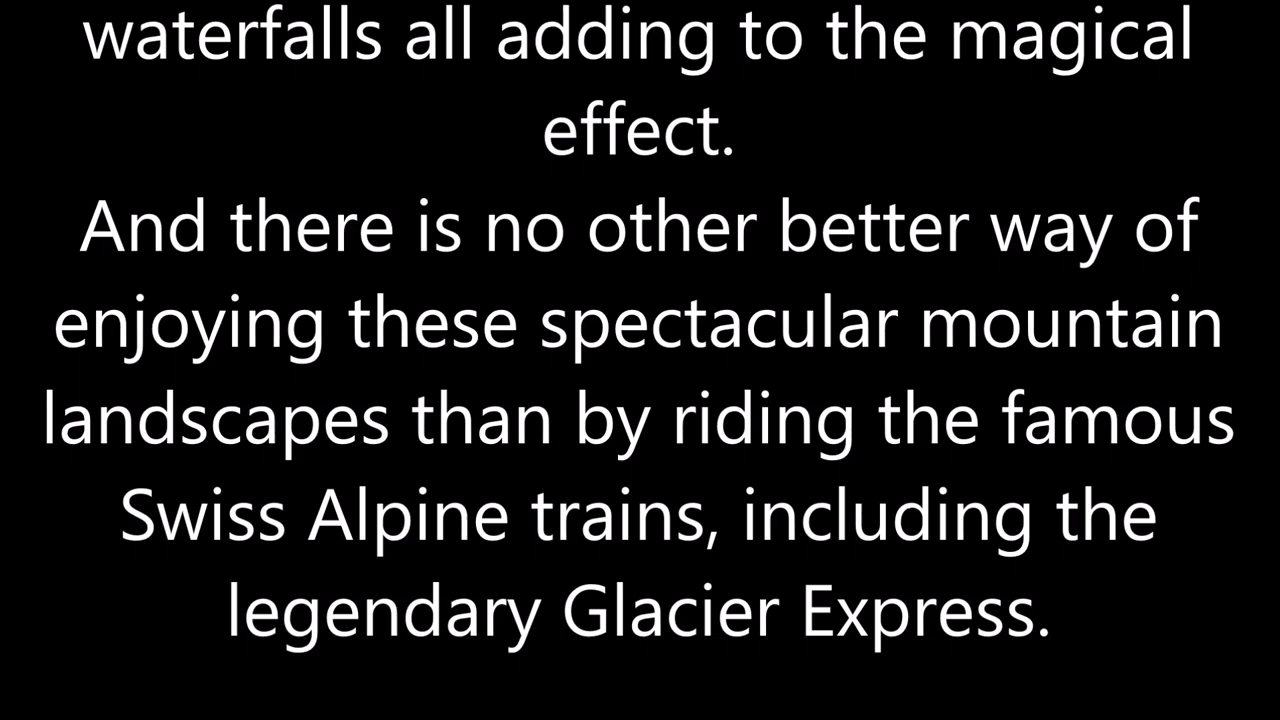 waterfalls all adding to the magical
effect.
And there is no other better way of
enjoying these spectacular mountain
landscapes than by riding the famous
Swiss Alpine trains, including the
legendary Glacier Express.